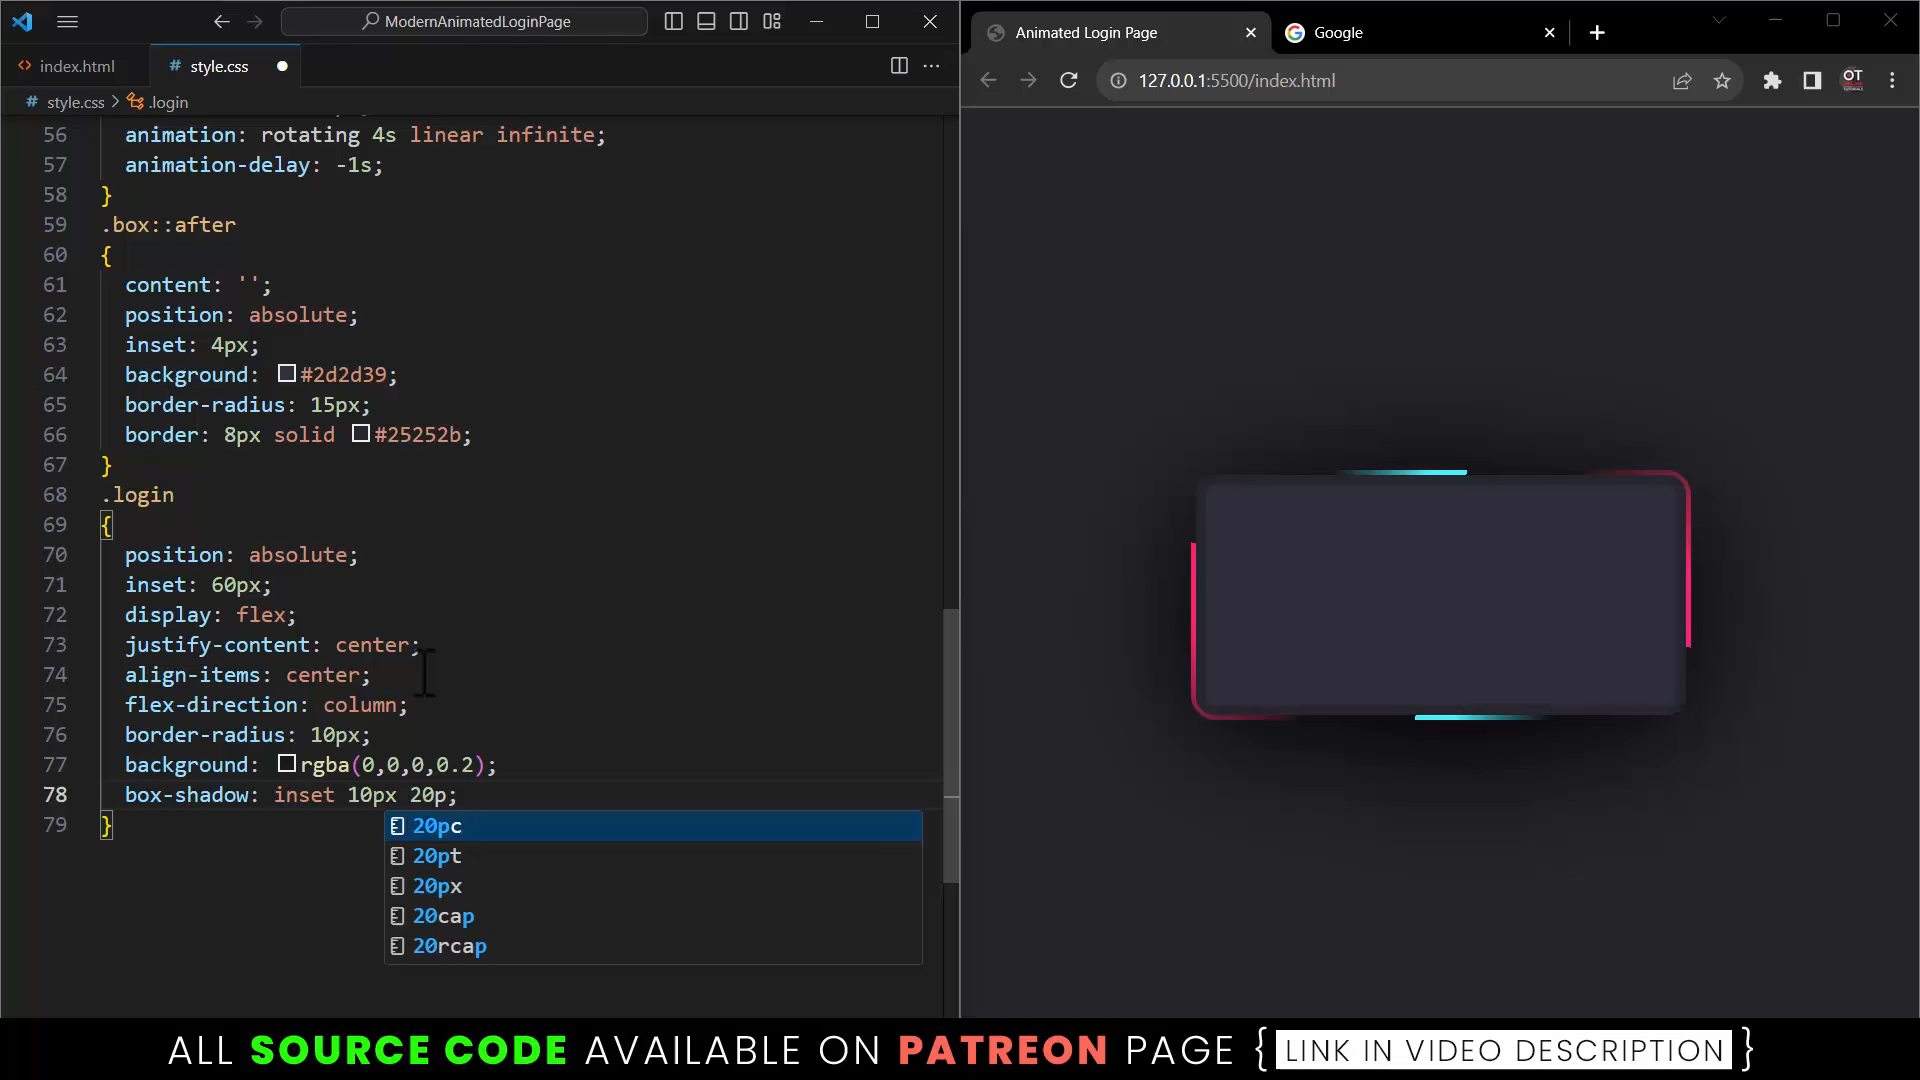 ModernAnimatedLoginPage
index.html
# style.css
# style.css > .login
56 animation: rotating 4s linear infinite;
57 animation-delay: -1s;
58 }
59 .box::after
60 {
61 content: '';
62 position: absolute;
63 inset: 4px;
64 background: #2d2d39;
65 border-radius: 15px;
66 border: 8px solid #25252b;
67 }
68 .login
69 {
70 position: absolute;
71 inset: 60px;
72 display: flex;
73 justify-content: center;
74 align-items: center;
75 flex-direction: column;
76 border-radius: 10px;
77 background: rgba(0,0,0,0.2);
78 box-shadow: inset 10px 20p;
79 }
20pc
20pt
20px
20cap
20rcap
Animated Login Page
Google
127.0.0.1:5500/index.html
OT
ALL SOURCE CODE AVAILABLE ON PATREON PAGE { LINK IN VIDEO DESCRIPTION }